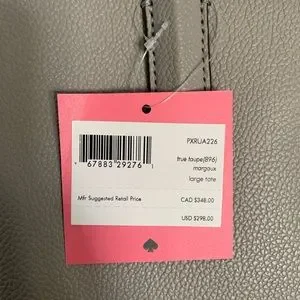 PXRUA226
67883 29276
true taupe(896)
margaux
large tote
Mfr Suggested Retail Price
CAD $348.00
USD $298.00